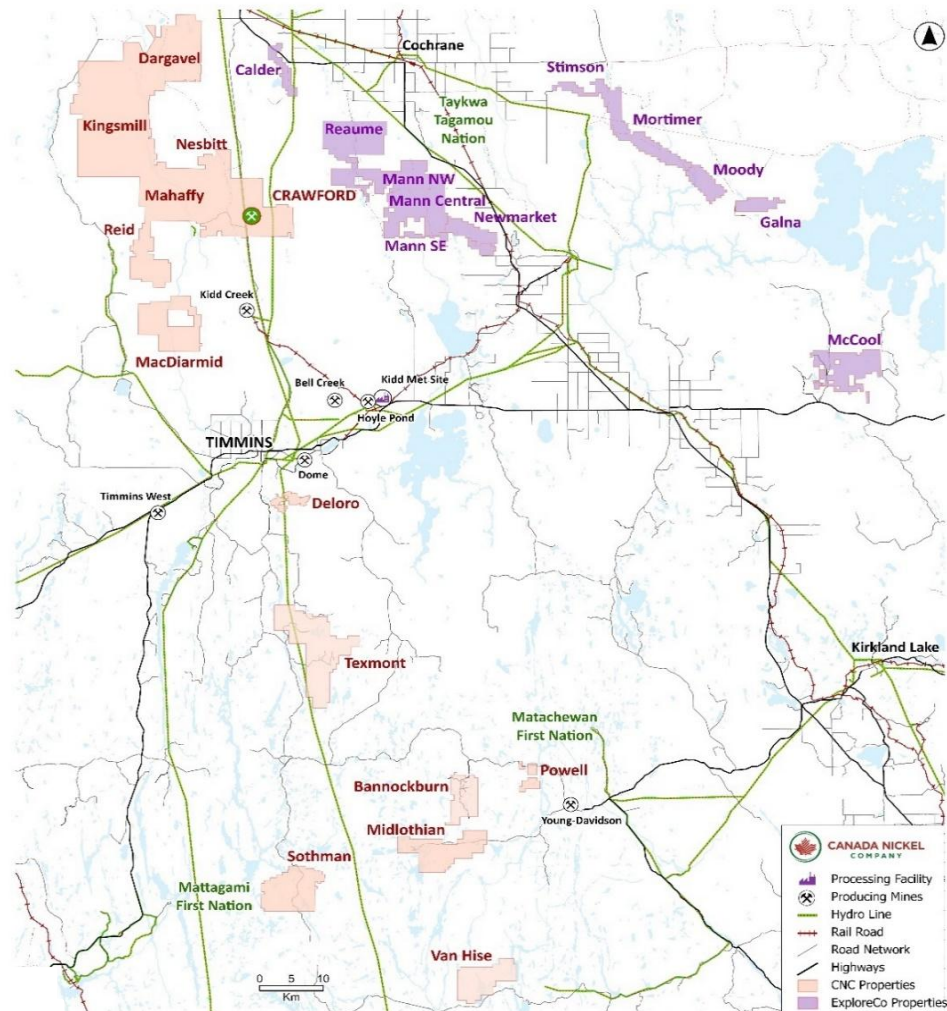 Cochrane
Dargavel
Calder
Stimson
Taykwa
Tagamou
Nation
Kingsmill
Reaume
Mortimer
Nesbitt
Mann NW
Moody
Mahaffy
CRAWFORD
Mann Central
Newmarket
Galna
Reid
Mann SE
Kidd Creek
McCool
MacDiarmid
Bell Creek
Kidd Met Site
Hoyle Pond
TIMMINS
Dome
Timmins West
Deloro
Texmont
Kirkland Lake
Matachewan
First Nation
Powell
Bannockburn
Young-Davidson
Midlothian
Sothman
Mattagami
First Nation
Van Hise
0 5 10
Km
CANADA NICKEL
COMPANY
Processing Facility
Producing Mines
Hydro Line
Rail Road
Road Network
Highways
CNC Properties
ExploreCo Properties